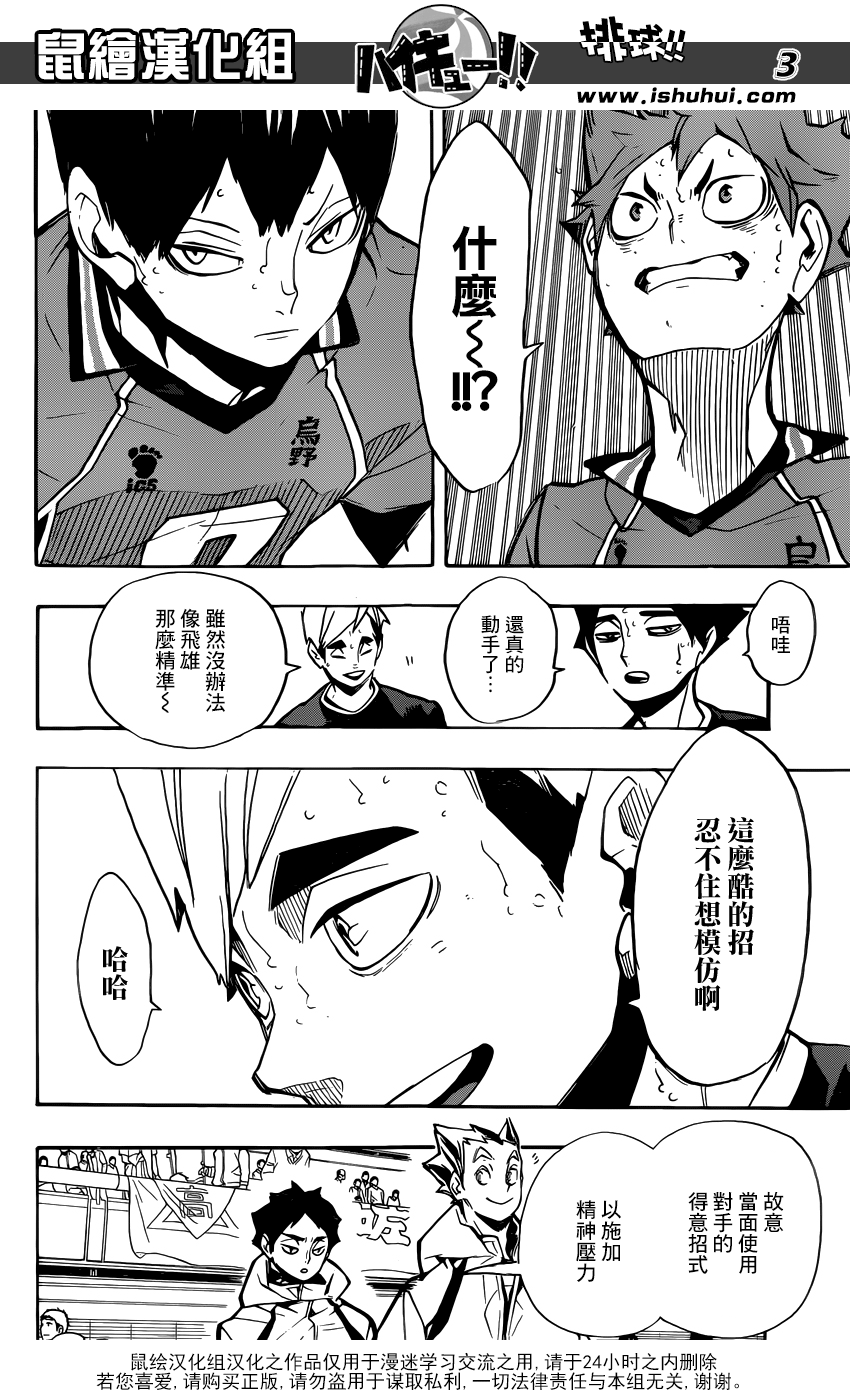 鼠繪漢化組
ハイキュー!!
排球!!
3
www.ishuhui.com
什麼～!!?
烏野
iGS
烏
唔哇
還真的
動手了…
雖然沒辦法
像飛雄
那麼精準～
這麼酷的招
忍不住想模仿啊
哈哈
故意
當面使用
對手的
得意招式
以施加
精神壓力
高
鼠绘汉化组汉化之作品仅用于漫迷学习交流之用,请于24小时之内删除
若您喜爱,请购买正版,请勿盗用于谋取私利,一切法律责任与本组无关,谢谢。